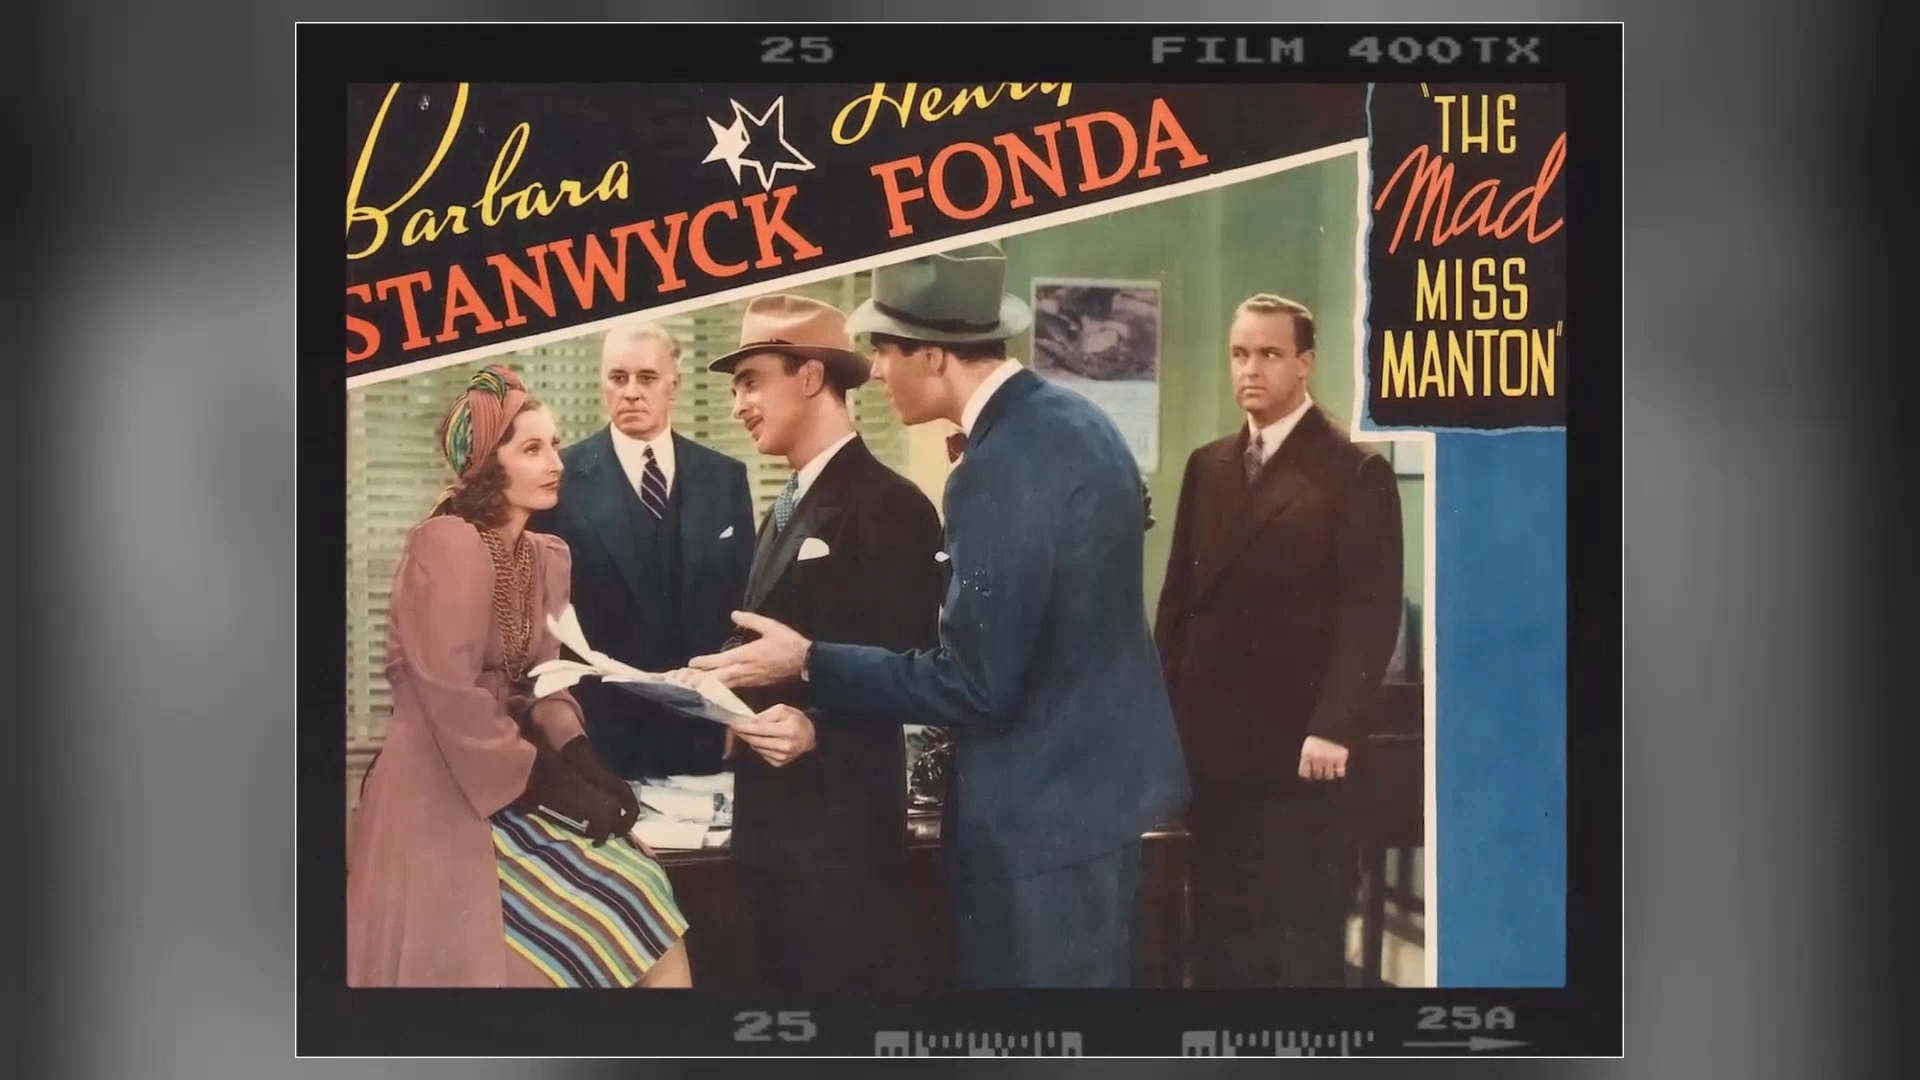 25
FILM 400TX
Barbara
Henry
STANWYCK FONDA
"THE
Mad
MISS
MANTON"
25
25A